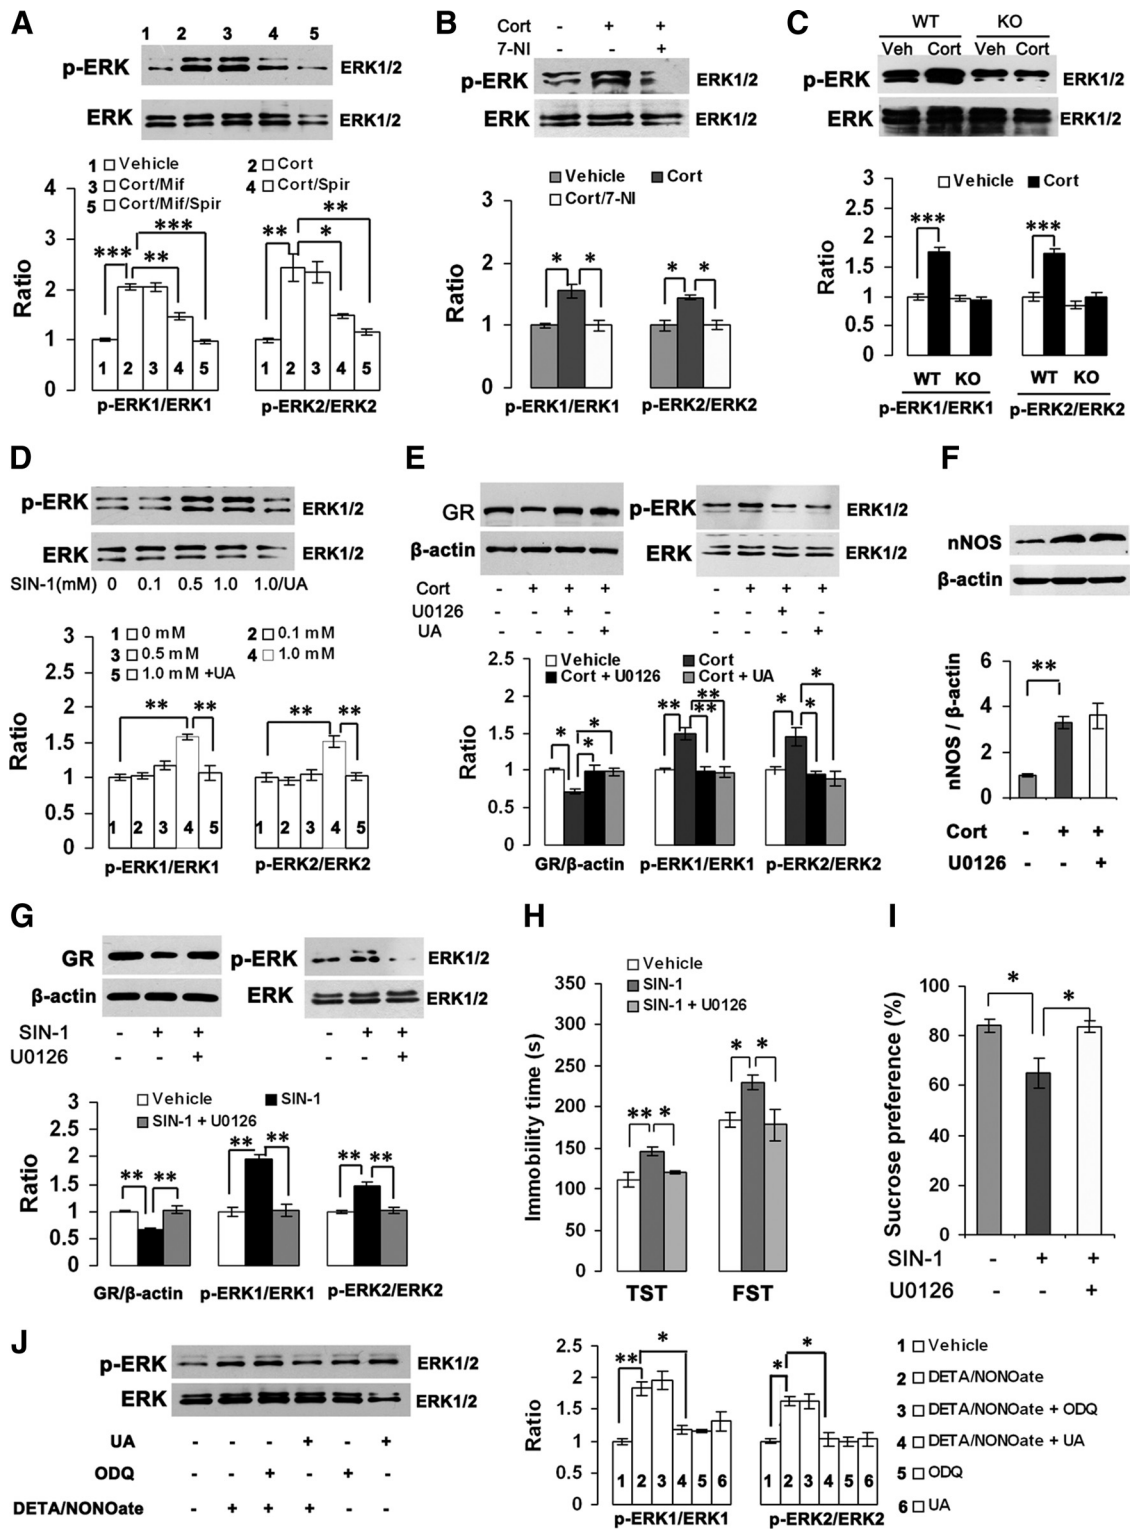 A
1 2 3 4 5
p-ERK ERK1/2
ERK ERK1/2
1 Vehicle 2 Cort
3 Cort/Mif 4 Cort/Spir
5 Cort/Mif/Spir
Ratio
4
3
2
1
0
*** ** ***
** * **
1 2 3 4 5 1 2 3 4 5
p-ERK1/ERK1 p-ERK2/ERK2
B
Cort - + +
7-NI - - +
p-ERK ERK1/2
ERK ERK1/2
Vehicle Cort
Cort/7-NI
Ratio
3
2
1
0
* * * *
p-ERK1/ERK1 p-ERK2/ERK2
C
WT KO
Veh Cort Veh Cort
p-ERK ERK1/2
ERK ERK1/2
Vehicle Cort
Ratio
3
2.5
2
1.5
1
0.5
0
*** ***
WT KO WT KO
p-ERK1/ERK1 p-ERK2/ERK2
D
p-ERK ERK1/2
ERK ERK1/2
SIN-1(mM) 0 0.1 0.5 1.0 1.0/UA
1 0 mM 2 0.1 mM
3 0.5 mM 4 1.0 mM
5 1.0 mM +UA
Ratio
3
2.5
2
1.5
1
0.5
0
** ** ** **
1 2 3 4 5 1 2 3 4 5
p-ERK1/ERK1 p-ERK2/ERK2
E
GR p-ERK ERK1/2
β-actin ERK ERK1/2
Cort - + + + - + + +
U0126 - - + - - - + -
UA - - - + - - - +
Vehicle Cort
Cort + U0126 Cort + UA
Ratio
2.5
2
1.5
1
0.5
0
* * * ** ** ** * * *
GR/β-actin p-ERK1/ERK1 p-ERK2/ERK2
F
nNOS
β-actin
nNOS / β-actin
6
4
2
0
**
Cort - + +
U0126 - - +
G
GR p-ERK ERK1/2
β-actin ERK ERK1/2
SIN-1 - + + - + +
U0126 - - + - - +
Vehicle SIN-1
SIN-1 + U0126
Ratio
3
2.5
2
1.5
1
0.5
0
** ** ** ** ** **
GR/β-actin p-ERK1/ERK1 p-ERK2/ERK2
H
Vehicle
SIN-1
SIN-1 + U0126
Immobility time (s)
350
300
250
200
150
100
50
0
** * * *
TST FST
I
Sucrose preference (%)
100
80
60
40
20
0
* *
SIN-1 - + +
U0126 - - +
J
p-ERK ERK1/2
ERK ERK1/2
UA - - - + - +
ODQ - - + - + -
DETA/NONOate - + + + - -
Ratio
2.5
2
1.5
1
0.5
0
** * * *
1 2 3 4 5 6 1 2 3 4 5 6
p-ERK1/ERK1 p-ERK2/ERK2
1 Vehicle
2 DETA/NONOate
3 DETA/NONOate + ODQ
4 DETA/NONOate + UA
5 ODQ
6 UA